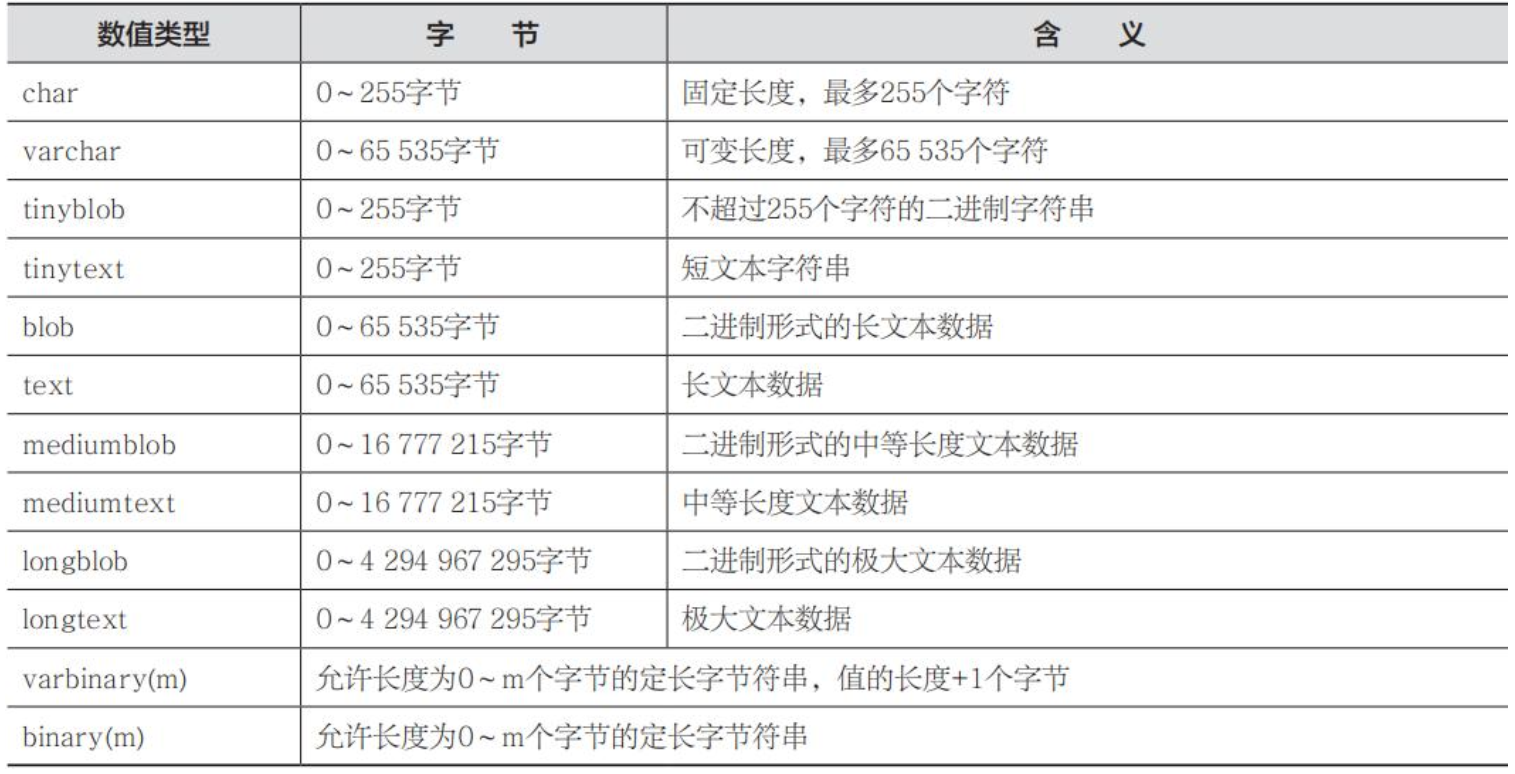 数值类型 字 节 含 义
char 0~255字节 固定长度，最多255个字符
varchar 0~65 535字节 可变长度，最多65 535个字符
tinyblob 0~255字节 不超过255个字符的二进制字符串
tinytext 0~255字节 短文本字符串
blob 0~65 535字节 二进制形式的长文本数据
text 0~65 535字节 长文本数据
mediumblob 0~16 777 215字节 二进制形式的中等长度文本数据
mediumtext 0~16 777 215字节 中等长度文本数据
longblob 0~4 294 967 295字节 二进制形式的极大文本数据
longtext 0~4 294 967 295字节 极大文本数据
varbinary(m) 允许长度为0~m个字节的定长字节符串，值的长度+1个字节
binary(m) 允许长度为0~m个字节的定长字节符串